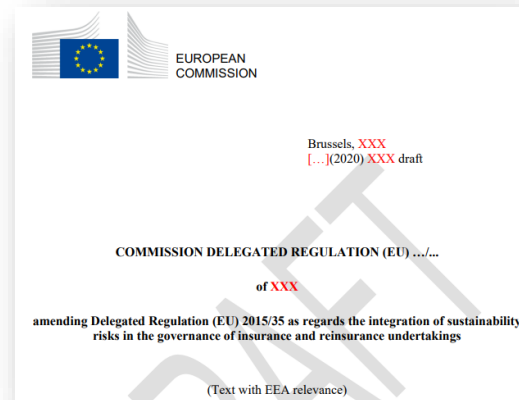 EUROPEAN
COMMISSION
Brussels, XXX
[…](2020) XXX draft
COMMISSION DELEGATED REGULATION (EU) …/...
of XXX
amending Delegated Regulation (EU) 2015/35 as regards the integration of sustainability
risks in the governance of insurance and reinsurance undertakings
(Text with EEA relevance)
DRAFT